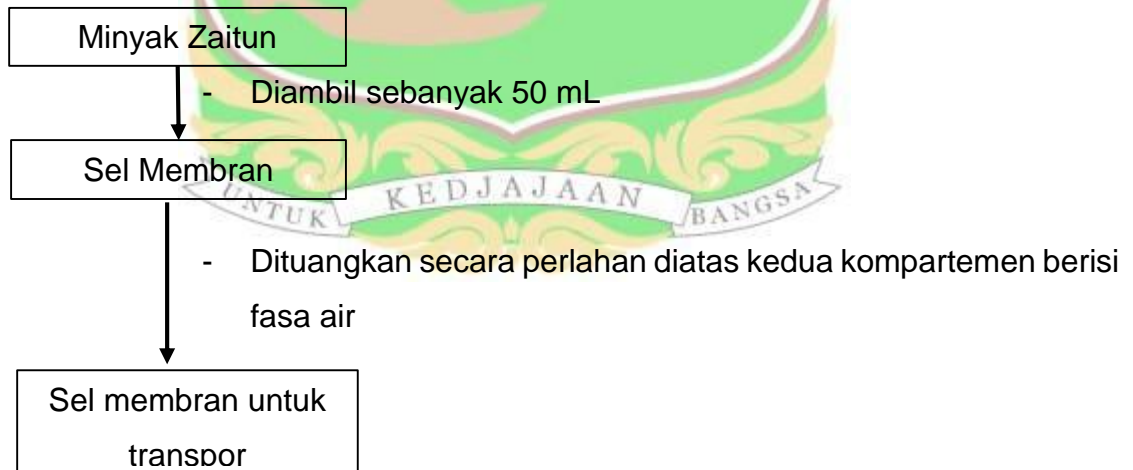 Minyak Zaitun
- Diambil sebanyak 50 mL
Sel Membran
UNTUK KEDJAJAAN BANGSA
- Dituangkan secara perlahan diatas kedua kompartemen berisi
fasa air
Sel membran untuk
transpor